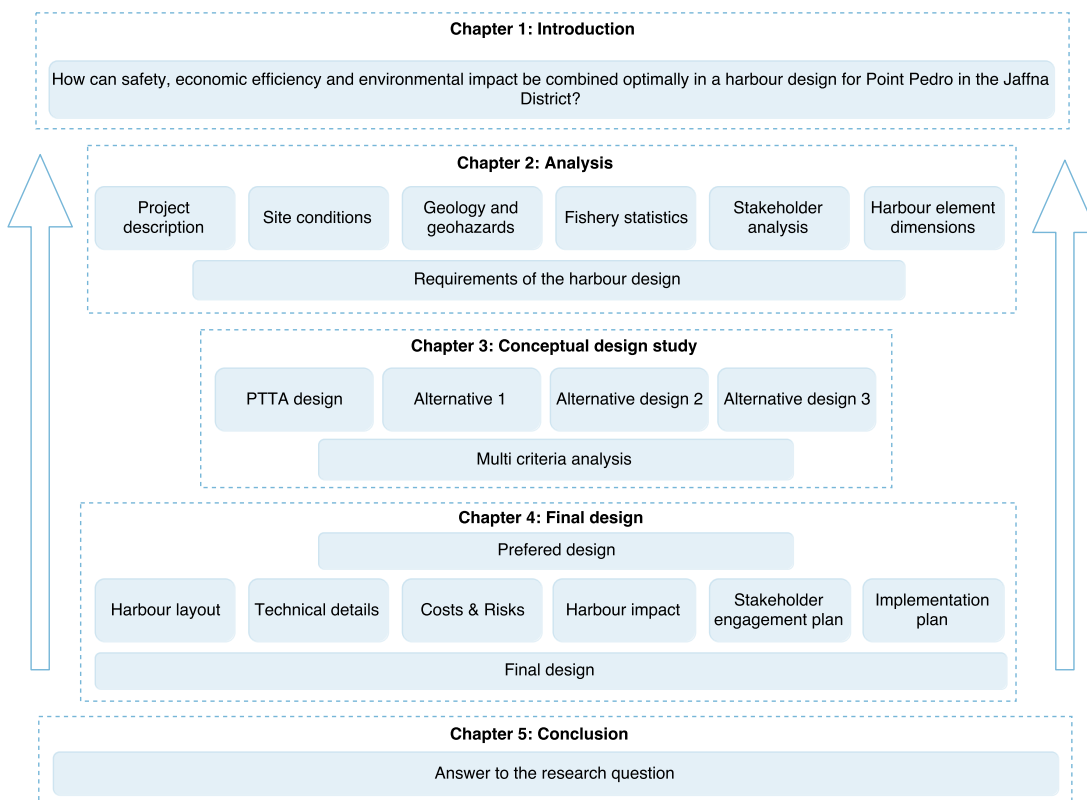 Chapter 1: Introduction
How can safety, economic efficiency and environmental impact be combined optimally in a harbour design for Point Pedro in the Jaffna
District?
Chapter 2: Analysis
Project
description
Site conditions
Geology and
geohazards
Fishery statistics
Stakeholder
analysis
Harbour element
dimensions
Requirements of the harbour design
Chapter 3: Conceptual design study
PTTA design
Alternative 1
Alternative design 2
Alternative design 3
Multi criteria analysis
Chapter 4: Final design
Prefered design
Harbour layout
Technical details
Costs & Risks
Harbour impact
Stakeholder
engagement plan
Implementation
plan
Final design
Chapter 5: Conclusion
Answer to the research question